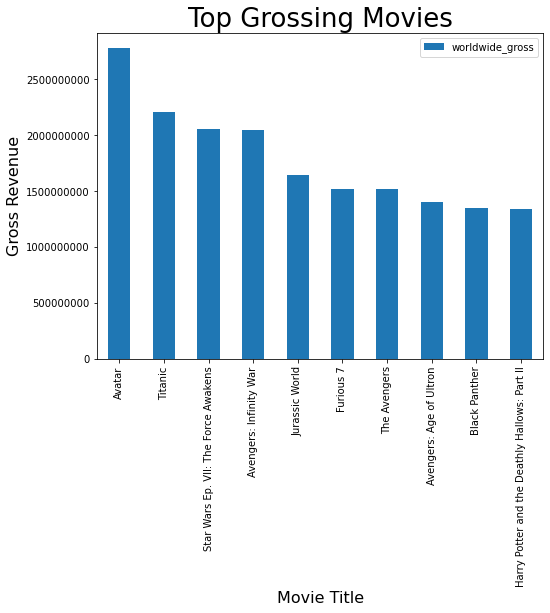 Top Grossing Movies
worldwide_gross
Gross Revenue
2500000000
2000000000
1500000000
1000000000
500000000
0
Avatar
Titanic
Star Wars Ep. VII: The Force Awakens
Avengers: Infinity War
Jurassic World
Furious 7
The Avengers
Avengers: Age of Ultron
Black Panther
Harry Potter and the Deathly Hallows: Part II
Movie Title